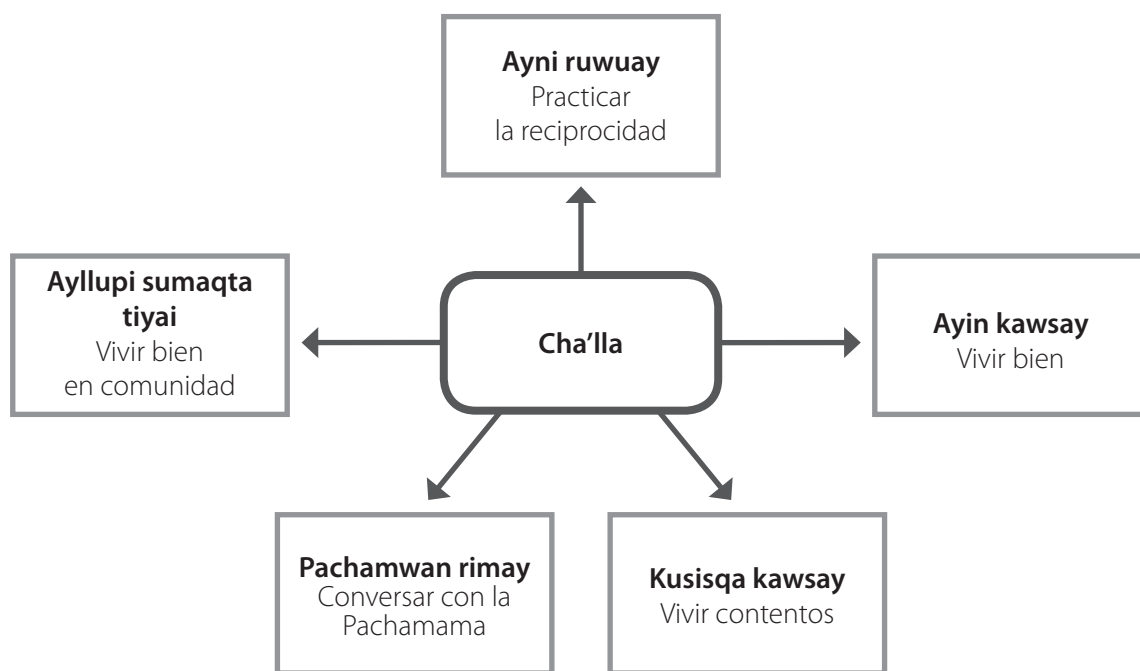 Ayni ruwuay
Practicar
la reciprocidad
Ayllupi sumaqta
tiyai
Vivir bien
en comunidad
Cha'lla
Ayin kawsay
Vivir bien
Pachamwan rimay
Conversar con la
Pachamama
Kusisqa kawsay
Vivir contentos